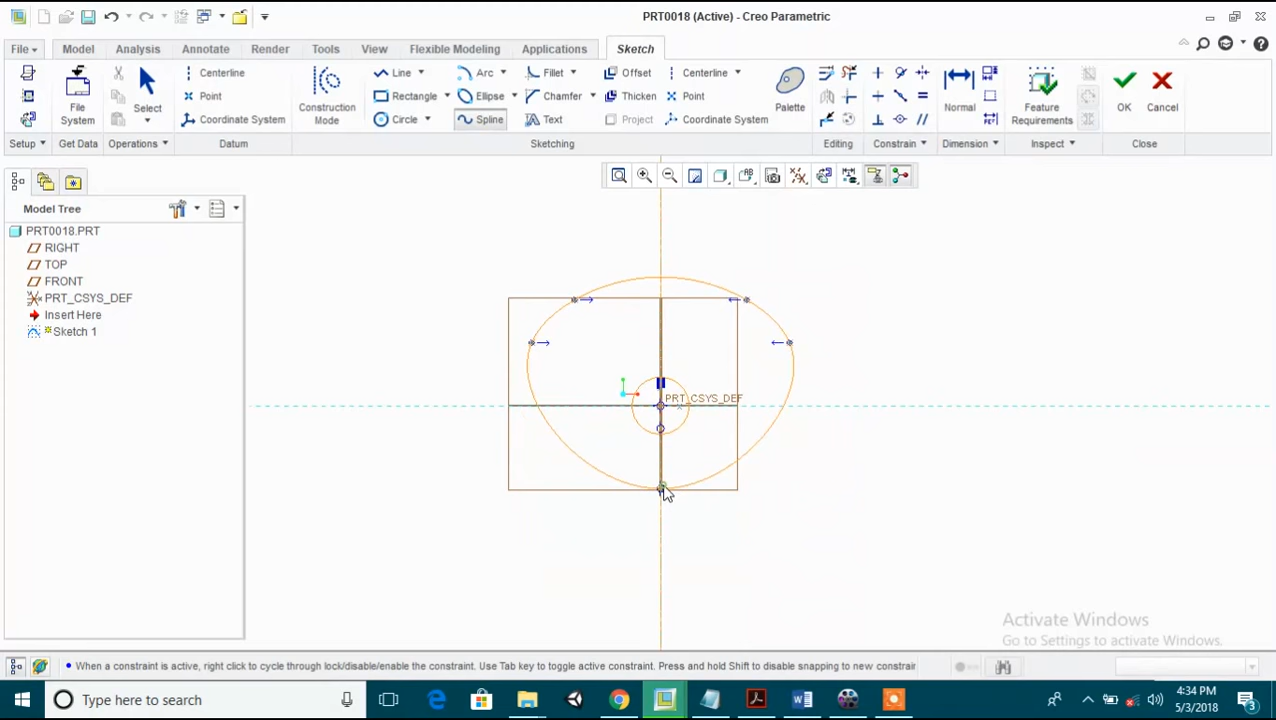 PRT0018 (Active) - Creo Parametric
File Model Analysis Annotate Render Tools View Flexible Modeling Applications Sketch
Centerline Line Arc Fillet Offset Centerline
Point Rectangle Ellipse Chamfer Thicken Point
Coordinate System Circle Spline Text Project Coordinate System
File System
Select
Construction Mode
Palette
Normal
Feature Requirements
OK
Cancel
Setup Get Data Operations Datum Sketching Editing Constrain Dimension Inspect Close
Model Tree
PRT0018.PRT
RIGHT
TOP
FRONT
PRT_CSYS_DEF
Insert Here
Sketch 1
PRT_CSYS_DEF
Activate Windows
Go to Settings to activate Windows.
When a constraint is active, right click to cycle through lock/disable/enable the constraint. Use Tab key to toggle active constraint. Press and hold Shift to disable snapping to new constrair
Type here to search
4:34 PM
5/3/2018
3